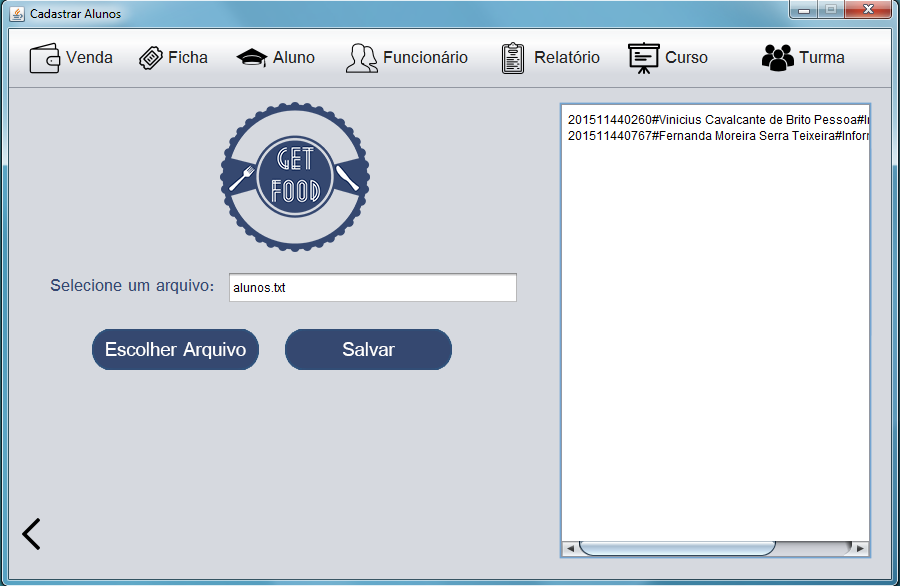 Cadastrar Alunos
Venda Ficha Aluno Funcionário Relatório Curso Turma
GET
FOOD
201511440260#Vinicius Cavalcante de Brito Pessoa#
201511440767#Fernanda Moreira Serra Teixeira#Infor
Selecione um arquivo: alunos.txt
Escolher Arquivo Salvar